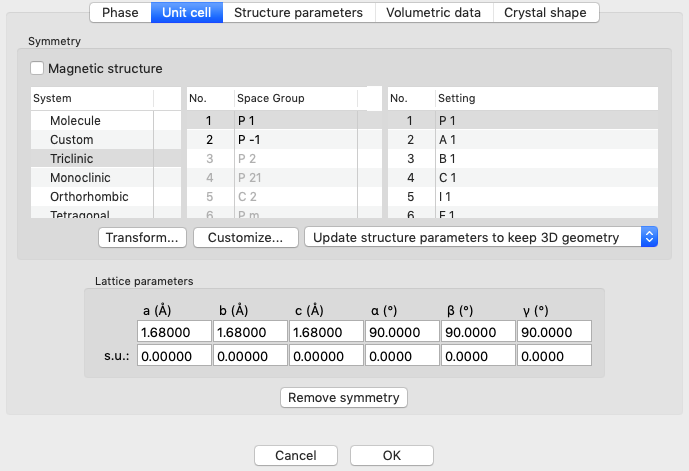 Phase Unit cell Structure parameters Volumetric data Crystal shape
Symmetry
Magnetic structure
System No. Space Group No. Setting
Molecule 1 P 1 1 P 1
Custom 2 P -1 2 A 1
Triclinic 3 P 2 3 B 1
Monoclinic 4 P 21 4 C 1
Orthorhombic 5 C 2 5 I 1
Tetragonal 6 P m 6 F 1
Transform... Customize... Update structure parameters to keep 3D geometry
Lattice parameters
a (Å) b (Å) c (Å) α (°) β (°) γ (°)
1.68000 1.68000 1.68000 90.0000 90.0000 90.0000
s.u.: 0.00000 0.00000 0.00000 0.0000 0.0000 0.0000
Remove symmetry
Cancel OK